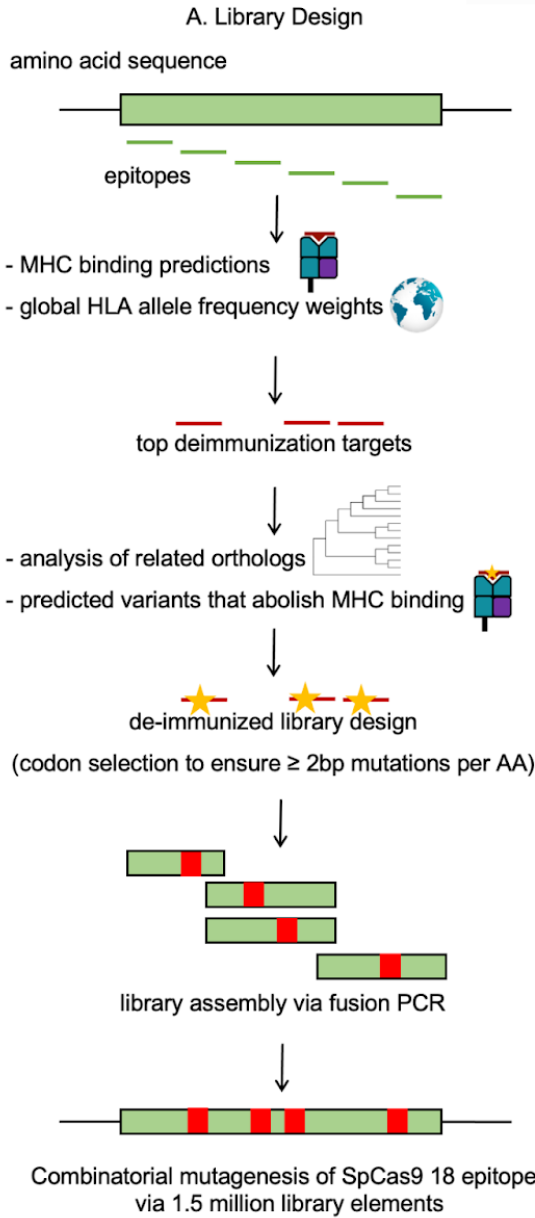 A. Library Design
amino acid sequence
epitopes
- MHC binding predictions
- global HLA allele frequency weights
top deimmunization targets
- analysis of related orthologs
- predicted variants that abolish MHC binding
de-immunized library design
(codon selection to ensure ≥ 2bp mutations per AA)
library assembly via fusion PCR
Combinatorial mutagenesis of SpCas9 18 epitope
via 1.5 million library elements